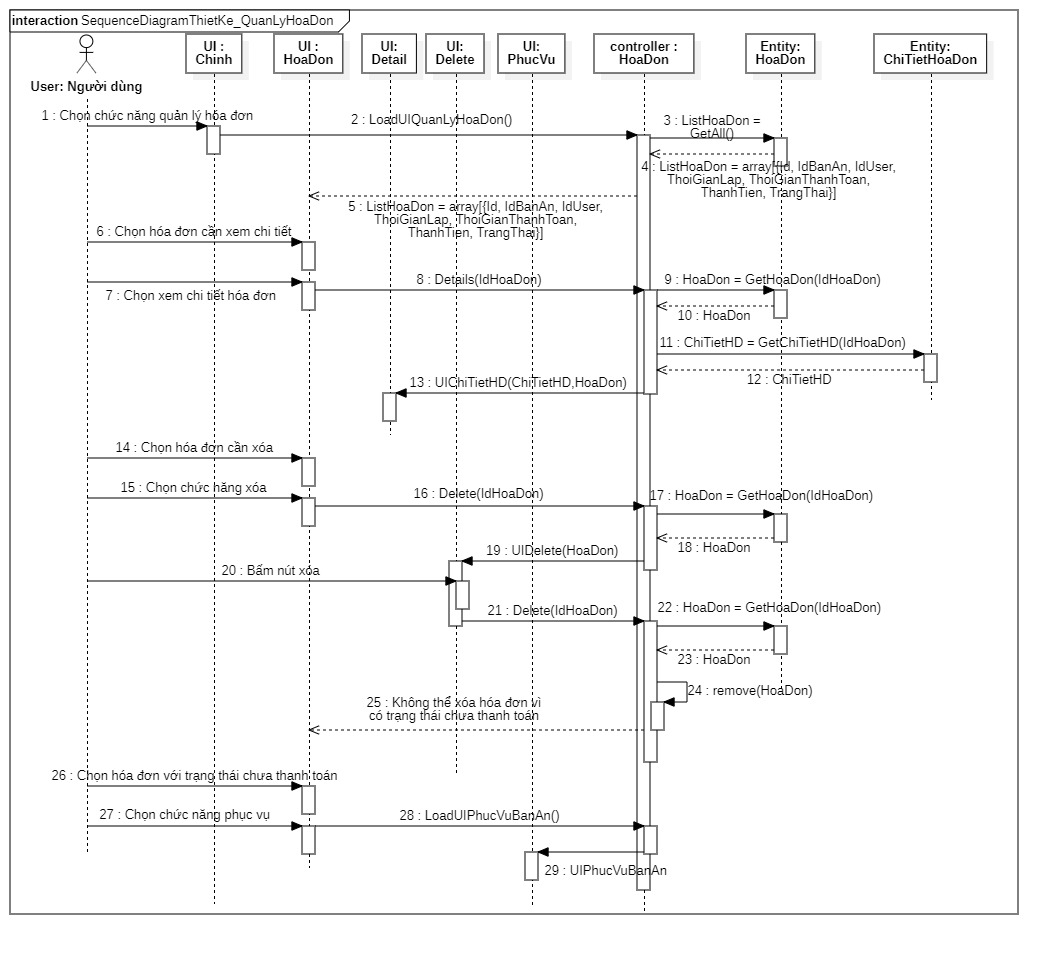 interaction SequenceDiagramThietKe_QuanLyHoaDon
User: Người dùng
UI :
Chinh
UI :
HoaDon
UI:
Detail
UI:
Delete
UI:
PhucVu
controller :
HoaDon
Entity:
HoaDon
Entity:
ChiTietHoaDon
1 : Chọn chức năng quản lý hóa đơn
2 : LoadUIQuanLyHoaDon()
3 : ListHoaDon =
GetAll()
4 : ListHoaDon = array[{Id, IdBanAn, IdUser,
ThoiGianLap, ThoiGianThanhToan,
ThanhTien, TrangThai}]
5 : ListHoaDon = array[{Id, IdBanAn, IdUser,
ThoiGianLap, ThoiGianThanhToan,
ThanhTien, TrangThai}]
6 : Chọn hóa đơn cần xem chi tiết
7 : Chọn xem chi tiết hóa đơn
8 : Details(IdHoaDon)
9 : HoaDon = GetHoaDon(IdHoaDon)
10 : HoaDon
11 : ChiTietHD = GetChiTietHD(IdHoaDon)
12 : ChiTietHD
13 : UIChiTietHD(ChiTietHD,HoaDon)
14 : Chọn hóa đơn cần xóa
15 : Chọn chức năng xóa
16 : Delete(IdHoaDon)
17 : HoaDon = GetHoaDon(IdHoaDon)
18 : HoaDon
19 : UIDelete(HoaDon)
20 : Bấm nút xóa
21 : Delete(IdHoaDon)
22 : HoaDon = GetHoaDon(IdHoaDon)
23 : HoaDon
24 : remove(HoaDon)
25 : Không thể xóa hóa đơn vì
có trạng thái chưa thanh toán
26 : Chọn hóa đơn với trạng thái chưa thanh toán
27 : Chọn chức năng phục vụ
28 : LoadUIPhucVuBanAn()
29 : UIPhucVuBanAn